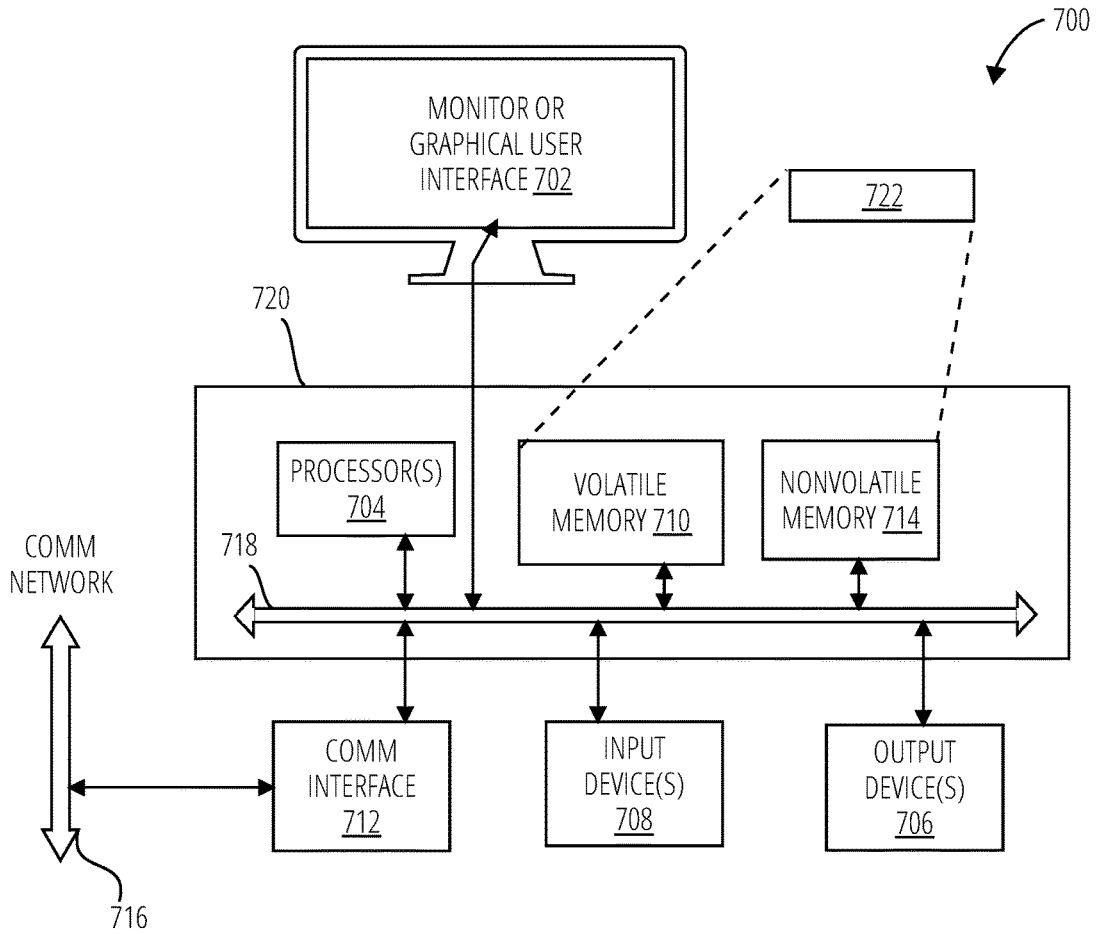 700
MONITOR OR
GRAPHICAL USER
INTERFACE 702
722
720
PROCESSOR(S)
704
VOLATILE
MEMORY 710
NONVOLATILE
MEMORY 714
718
COMM
NETWORK
COMM
INTERFACE
712
INPUT
DEVICE(S)
708
OUTPUT
DEVICE(S)
706
716